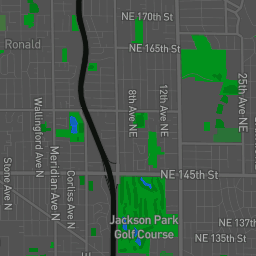 NE 170th St
Ronald
NE 165th St
25th Ave NE
Wallingford Ave N
8th Ave NE
12th Ave NE
Stone Ave N
Meridian Ave N
Corliss Ave N
NE 145th St
Jackson Park
Golf Course
NE 137th
NE 135th St